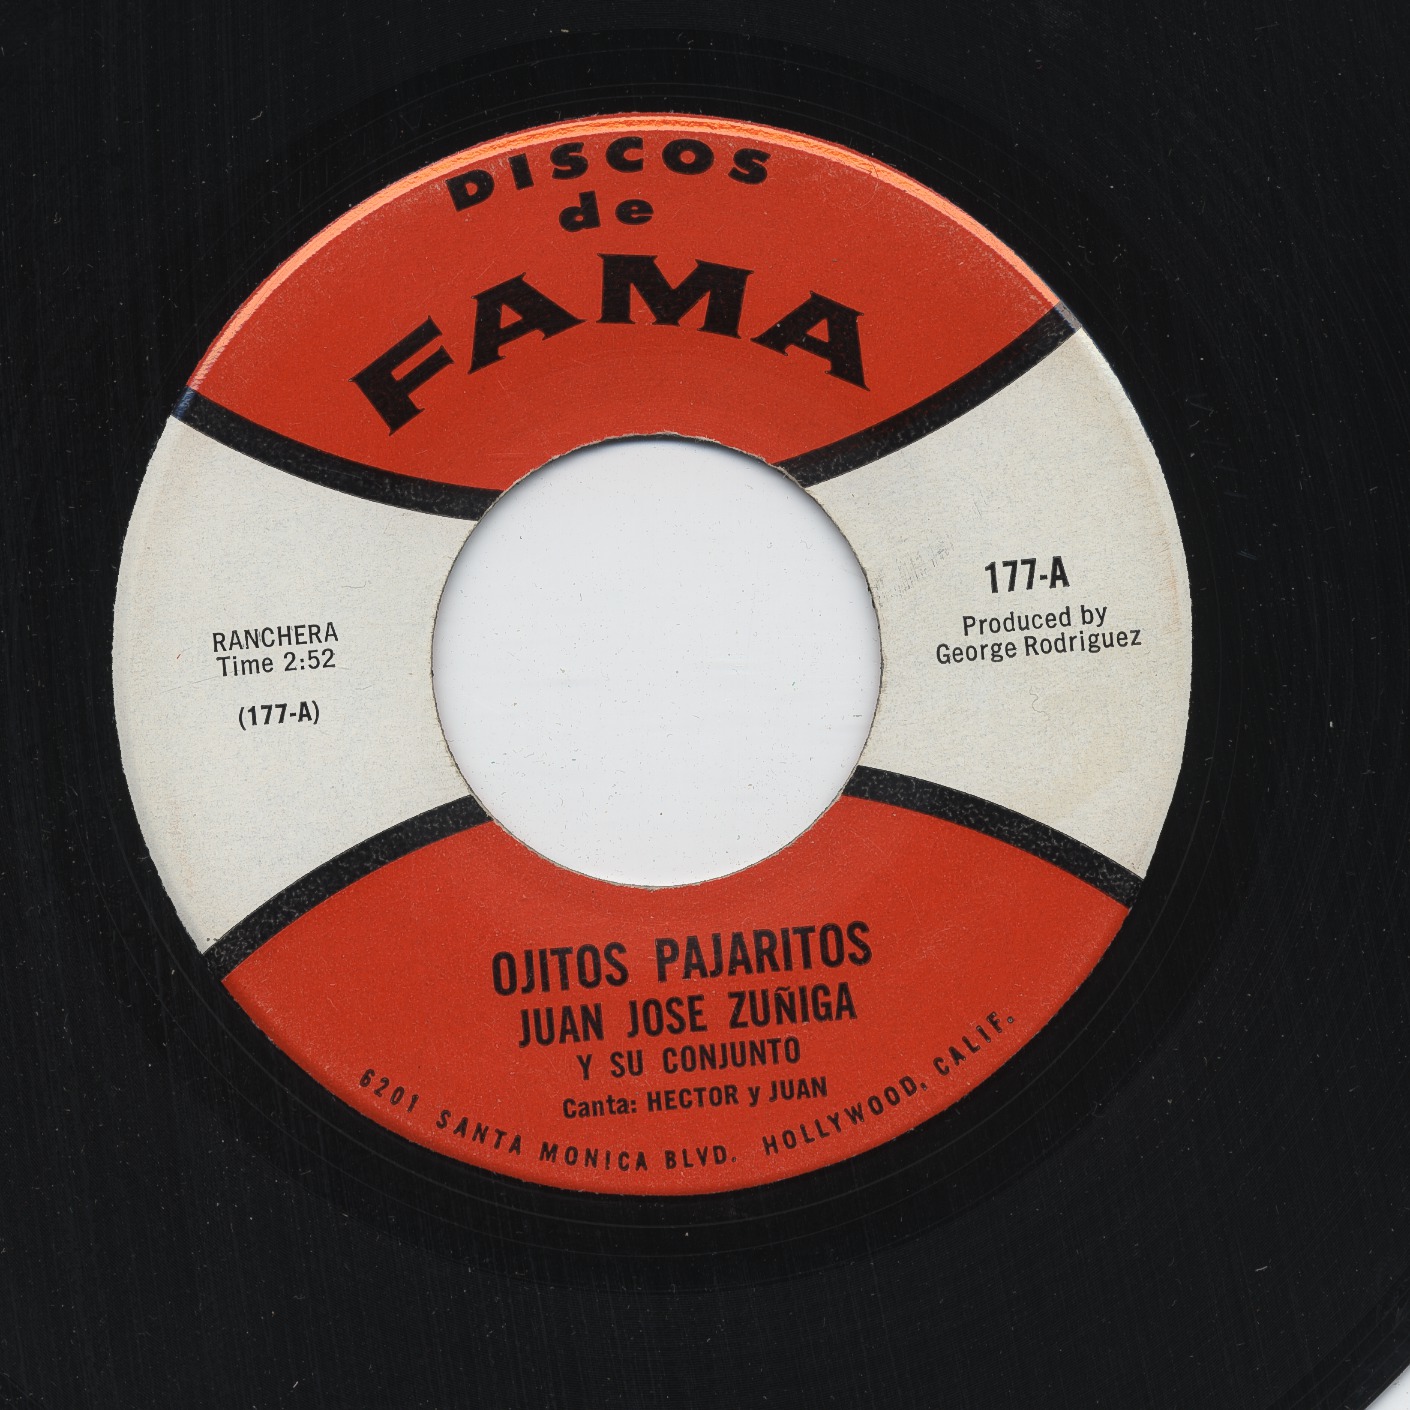 DISCOS
de
FAMA
RANCHERA
Time 2:52
(177-A)
177-A
Produced by
George Rodriguez
OJITOS PAJARITOS
JUAN JOSE ZUÑIGA
Y SU CONJUNTO
Canta: HECTOR y JUAN
6201 SANTA MONICA BLVD. HOLLYWOOD, CALIF.